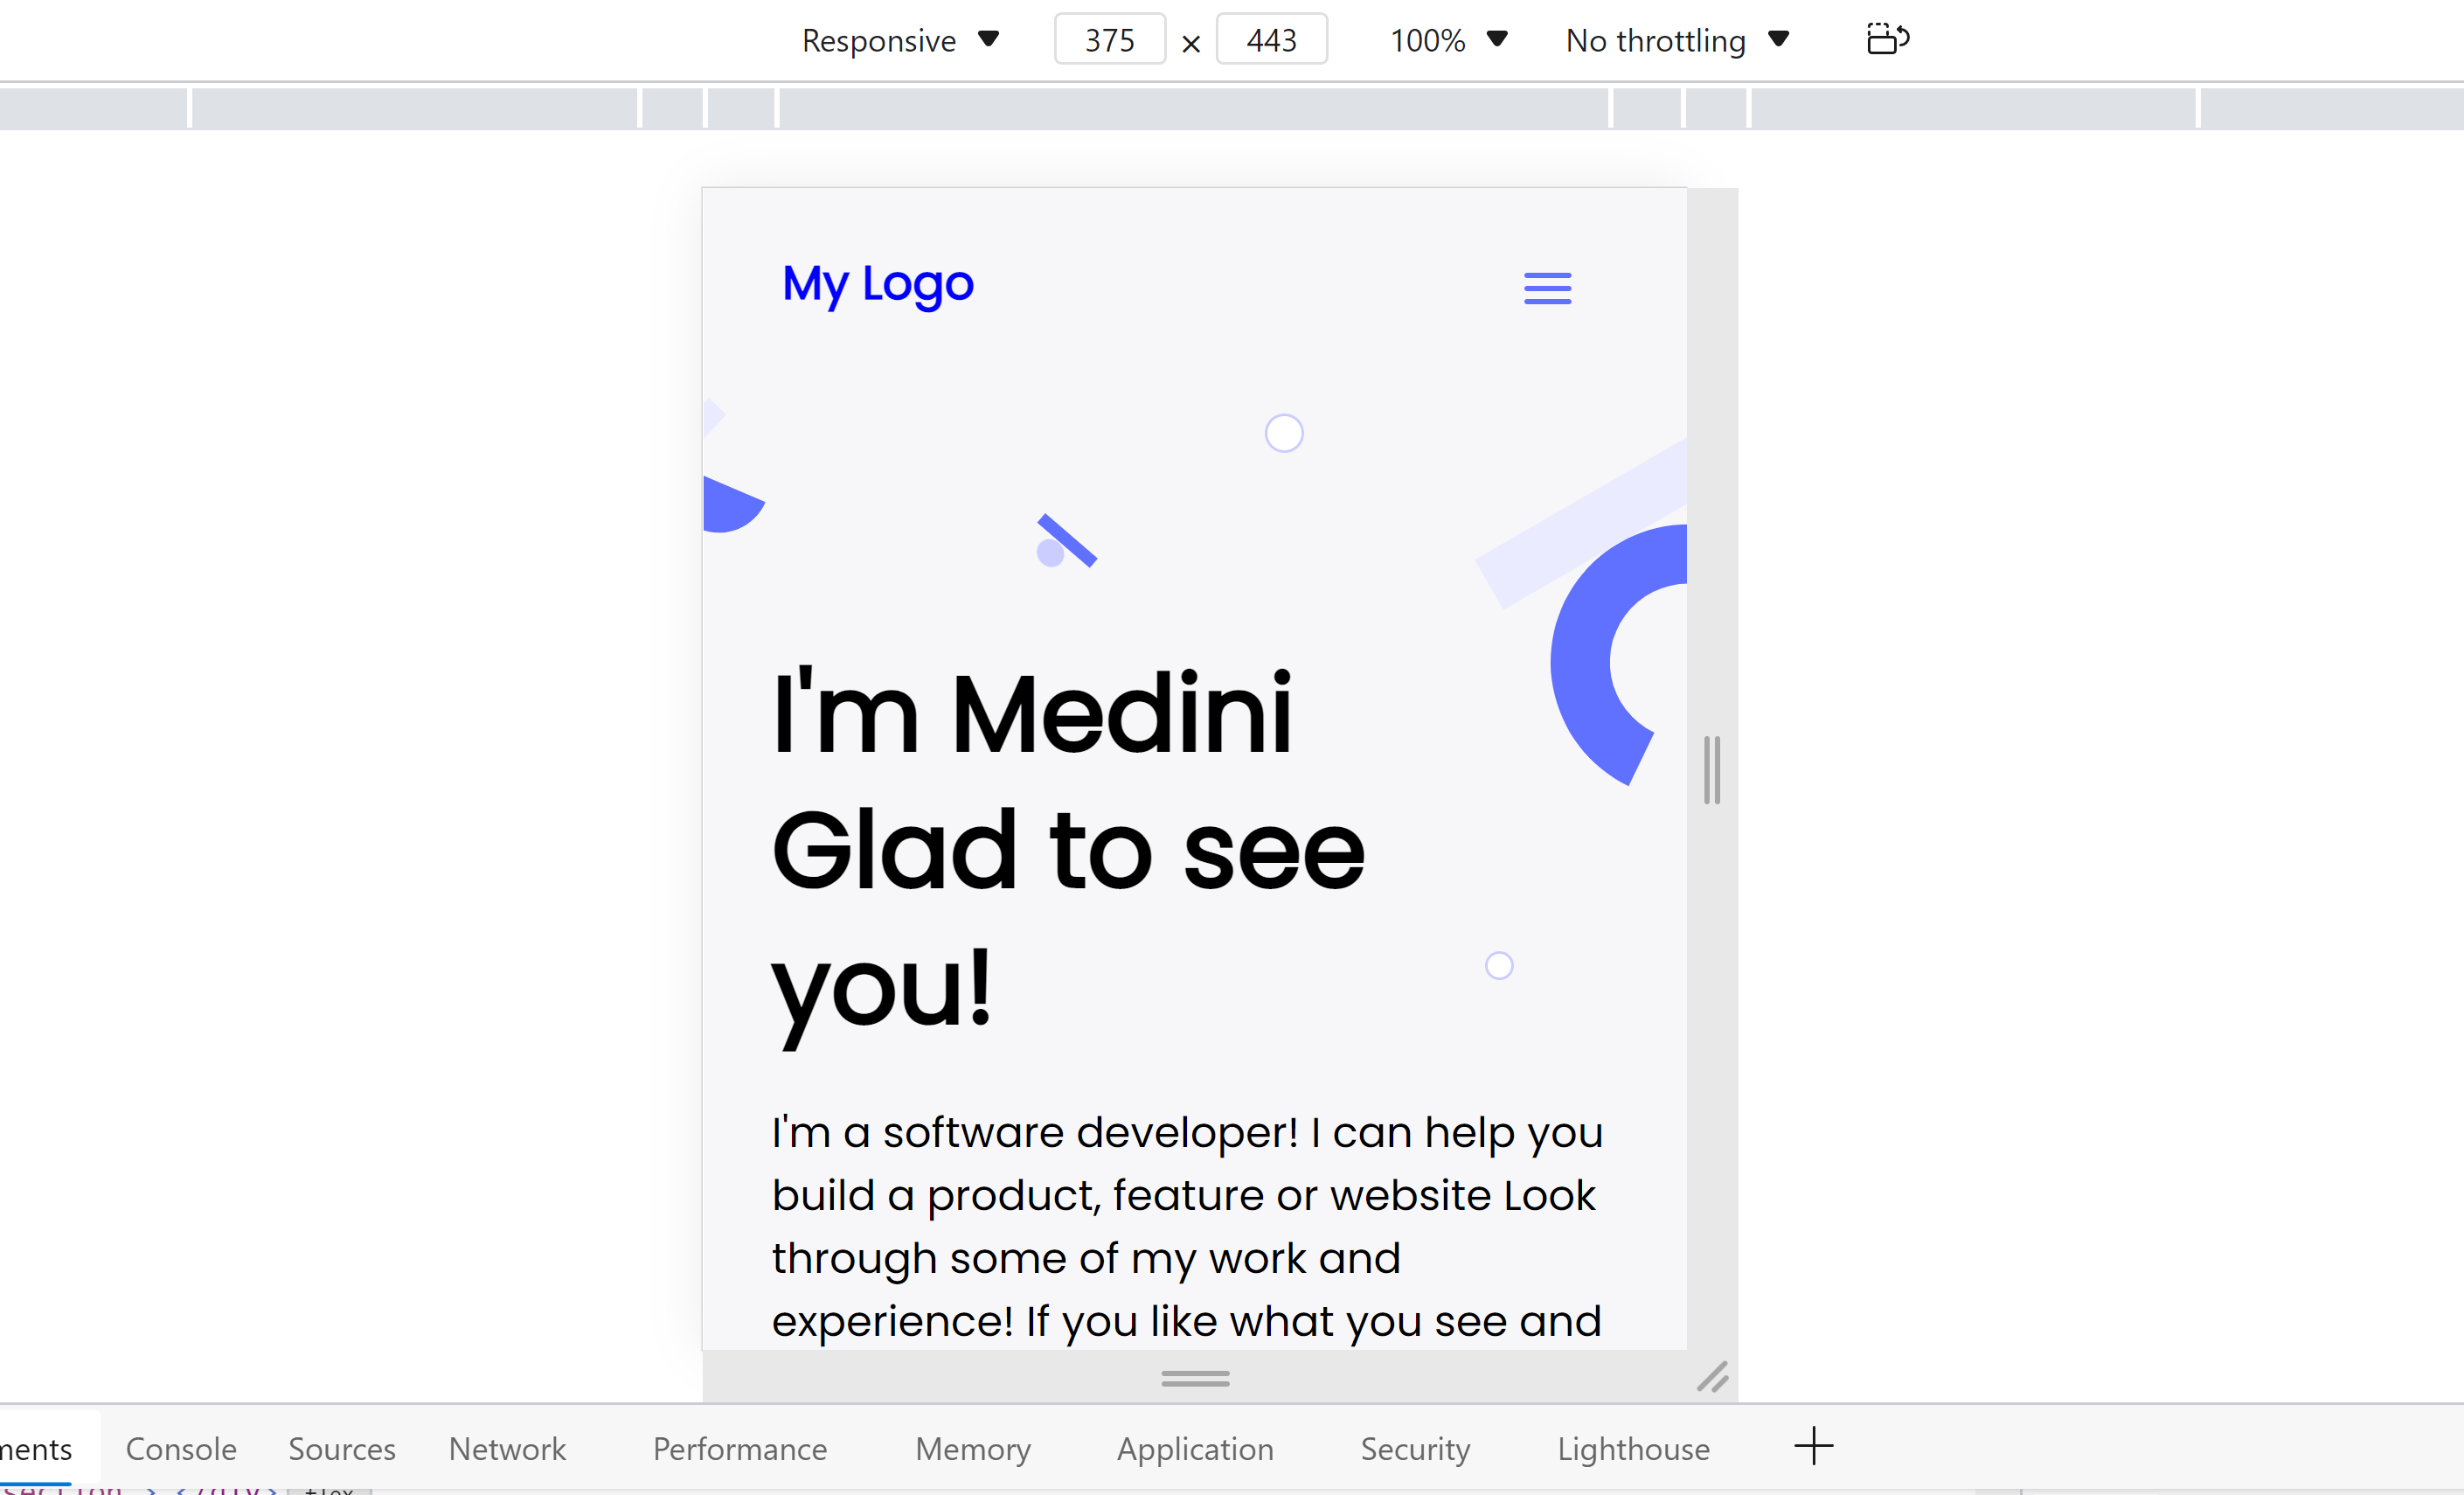 Responsive 375 × 443 100% No throttling
My Logo
I'm Medini
Glad to see
you!
I'm a software developer! I can help you
build a product, feature or website Look
through some of my work and
experience! If you like what you see and
ments Console Sources Network Performance Memory Application Security Lighthouse